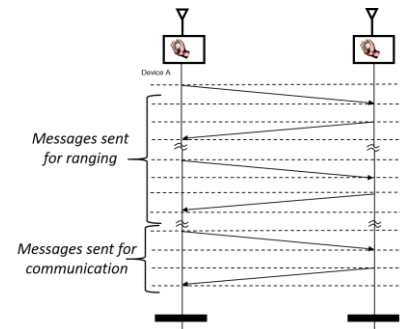 Device A
Messages sent
for ranging
Messages sent for
communication